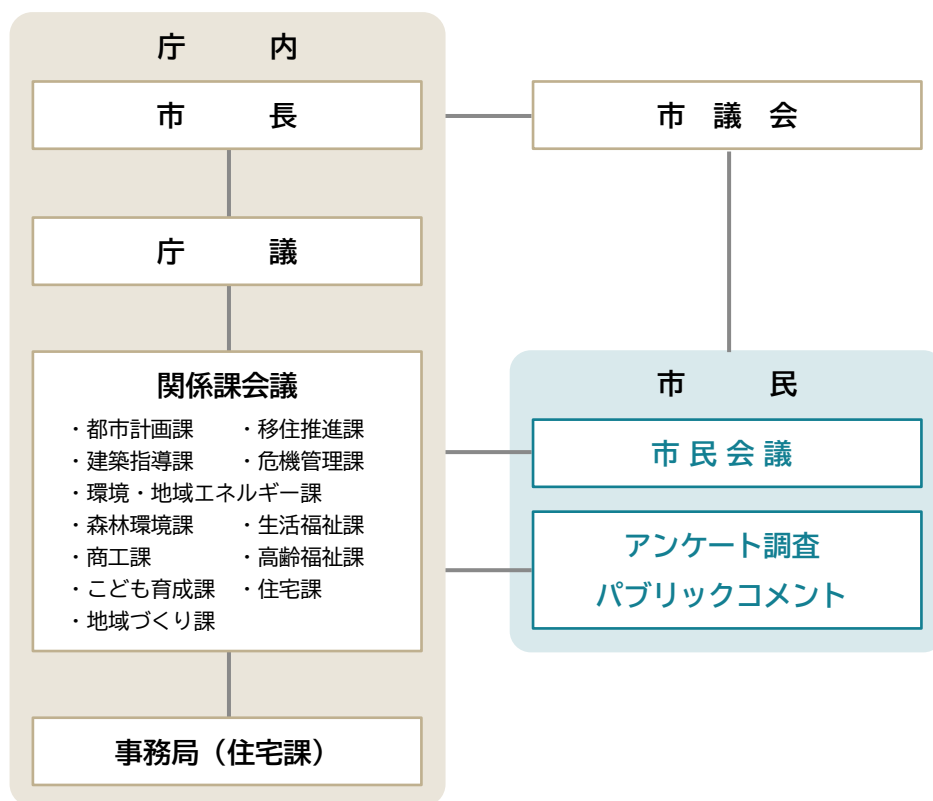 庁　　内
市　　長
庁　　議
関係課会議
・都市計画課　・移住推進課
・建築指導課　・危機管理課
・環境・地域エネルギー課
・森林環境課　・生活福祉課
・商工課　・高齢福祉課
・こども育成課　・住宅課
・地域づくり課
事務局（住宅課）
市　議　会
市　　民
市民会議
アンケート調査
パブリックコメント